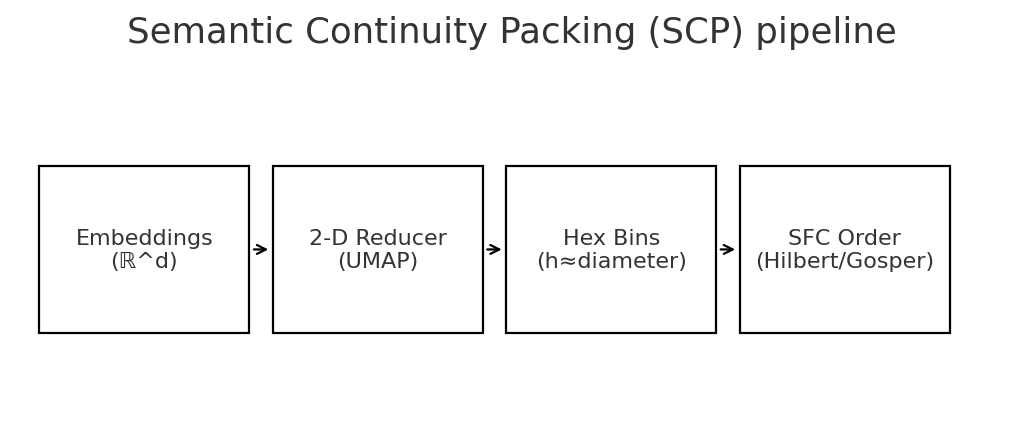 Semantic Continuity Packing (SCP) pipeline
Embeddings
(ℝ^d)
2-D Reducer
(UMAP)
Hex Bins
(h≈diameter)
SFC Order
(Hilbert/Gosper)